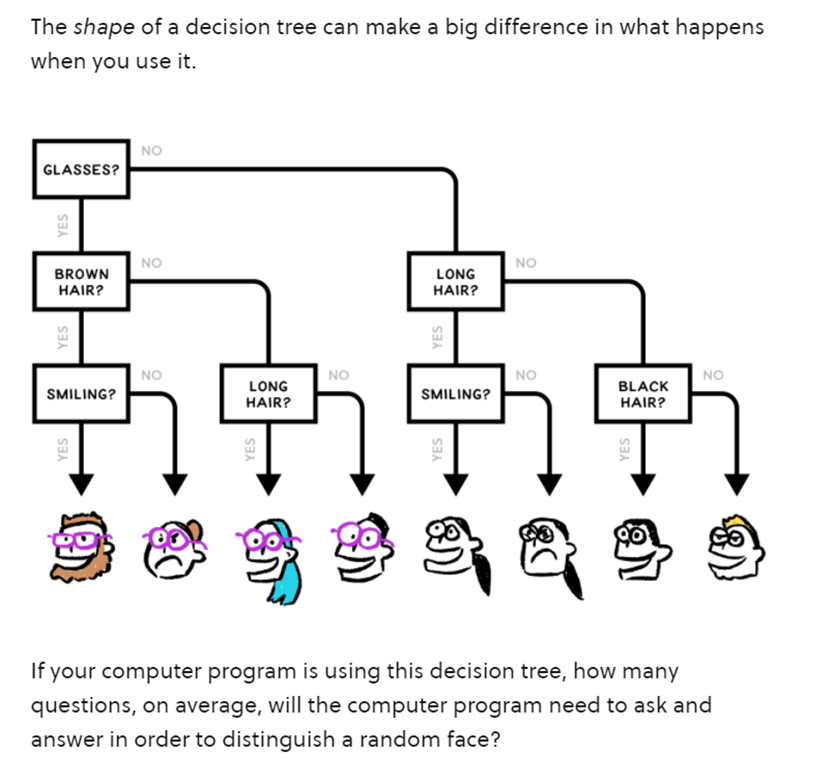 The shape of a decision tree can make a big difference in what happens
when you use it.
GLASSES?
NO
YES
BROWN
HAIR?
NO
LONG
HAIR?
NO
YES
YES
SMILING?
NO
LONG
HAIR?
NO
SMILING?
NO
BLACK
HAIR?
NO
YES
YES
YES
YES
If your computer program is using this decision tree, how many
questions, on average, will the computer program need to ask and
answer in order to distinguish a random face?